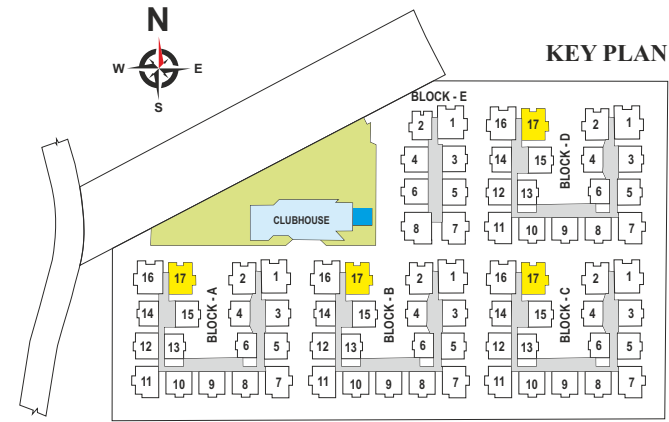 N
W E
S
KEY PLAN
BLOCK - E
2 1
4 3
6 5
8 7
16 17 2 1
14 15 4 3
12 13 6 5
11 10 9 8 7
BLOCK - D
CLUBHOUSE
16 17 2 1
14 15 4 3
12 13 6 5
11 10 9 8 7
BLOCK - A
16 17 2 1
14 15 4 3
12 13 6 5
11 10 9 8 7
BLOCK - B
16 17 2 1
14 15 4 3
12 13 6 5
11 10 9 8 7
BLOCK - C